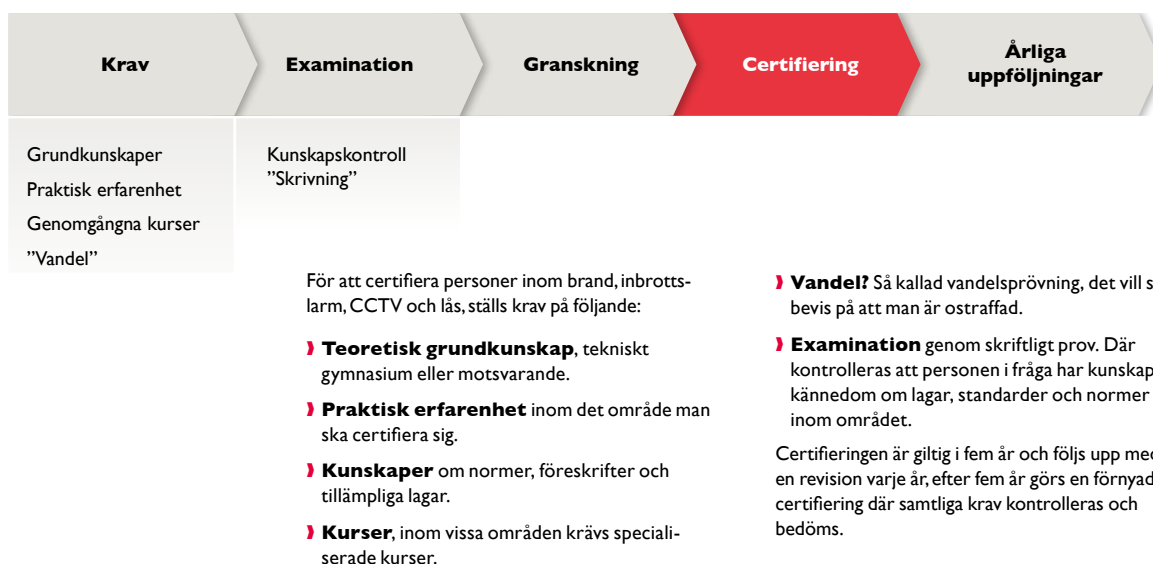 Krav
Examination
Granskning
Certifiering
Årliga
uppföljningar
Grundkunskaper
Praktisk erfarenhet
Genomgångna kurser
”Vandel”
Kunskapskontroll
”Skrivning”
För att certifiera personer inom brand, inbrotts-
larm, CCTV och lås, ställs krav på följande:
❱ Teoretisk grundkunskap, tekniskt
gymnasium eller motsvarande.
❱ Praktisk erfarenhet inom det område man
ska certifiera sig.
❱ Kunskaper om normer, föreskrifter och
tillämpliga lagar.
❱ Kurser, inom vissa områden krävs speciali-
serade kurser.
❱ Vandel? Så kallad vandelsprövning, det vill s
bevis på att man är ostraffad.
❱ Examination genom skriftligt prov. Där
kontrolleras att personen i fråga har kunskap
kännedom om lagar, standarder och normer
inom området.
Certifieringen är giltig i fem år och följs upp med
en revision varje år, efter fem år görs en förnyad
certifiering där samtliga krav kontrolleras och
bedöms.